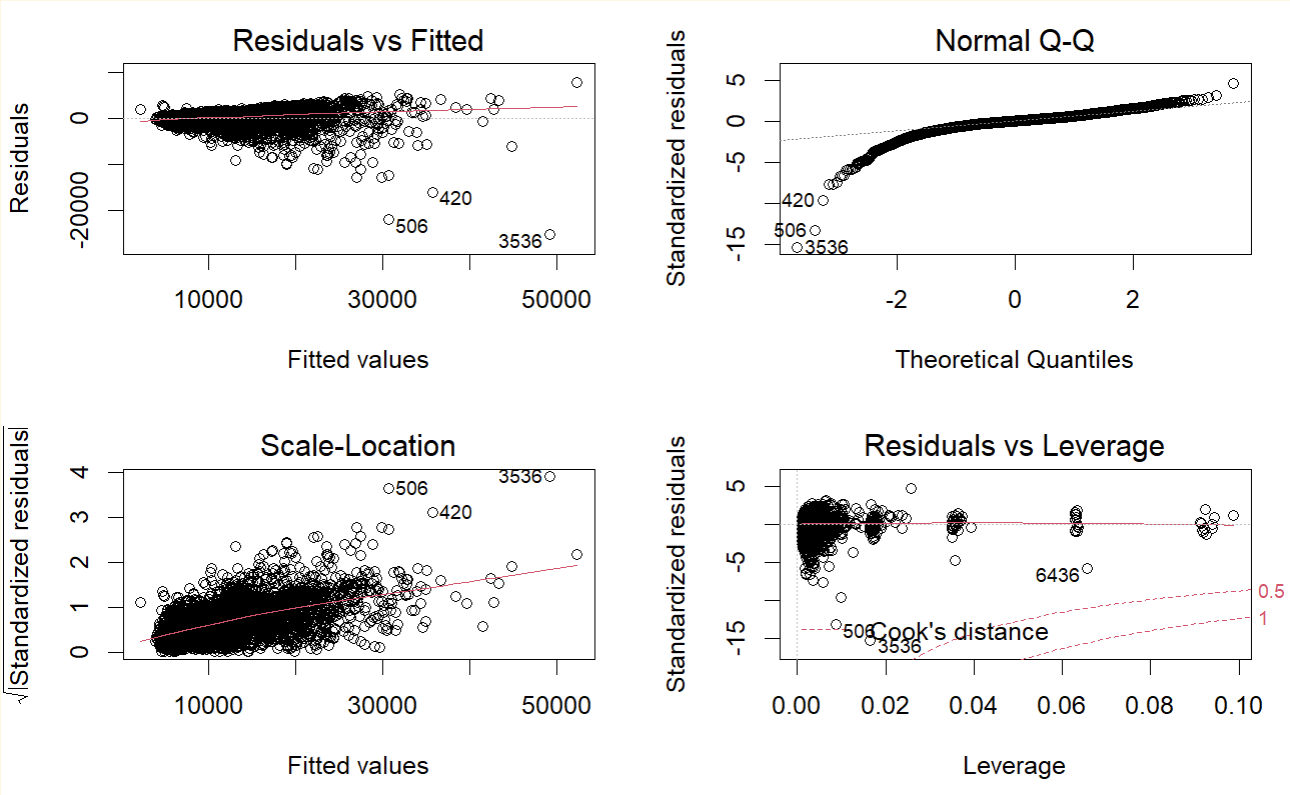 Residuals vs Fitted
Residuals
0
-20000
420
506
3536
10000 30000 50000
Fitted values
Normal Q-Q
Standardized residuals
5
0
-5
-15
420
506
3536
-2 0 2
Theoretical Quantiles
Scale-Location
√|Standardized residuals|
4
3
2
1
0
3536
506
420
10000 30000 50000
Fitted values
Residuals vs Leverage
Standardized residuals
5
-5
-15
6436
0.5
1
506
Cook's distance
3536
0.00 0.02 0.04 0.06 0.08 0.10
Leverage